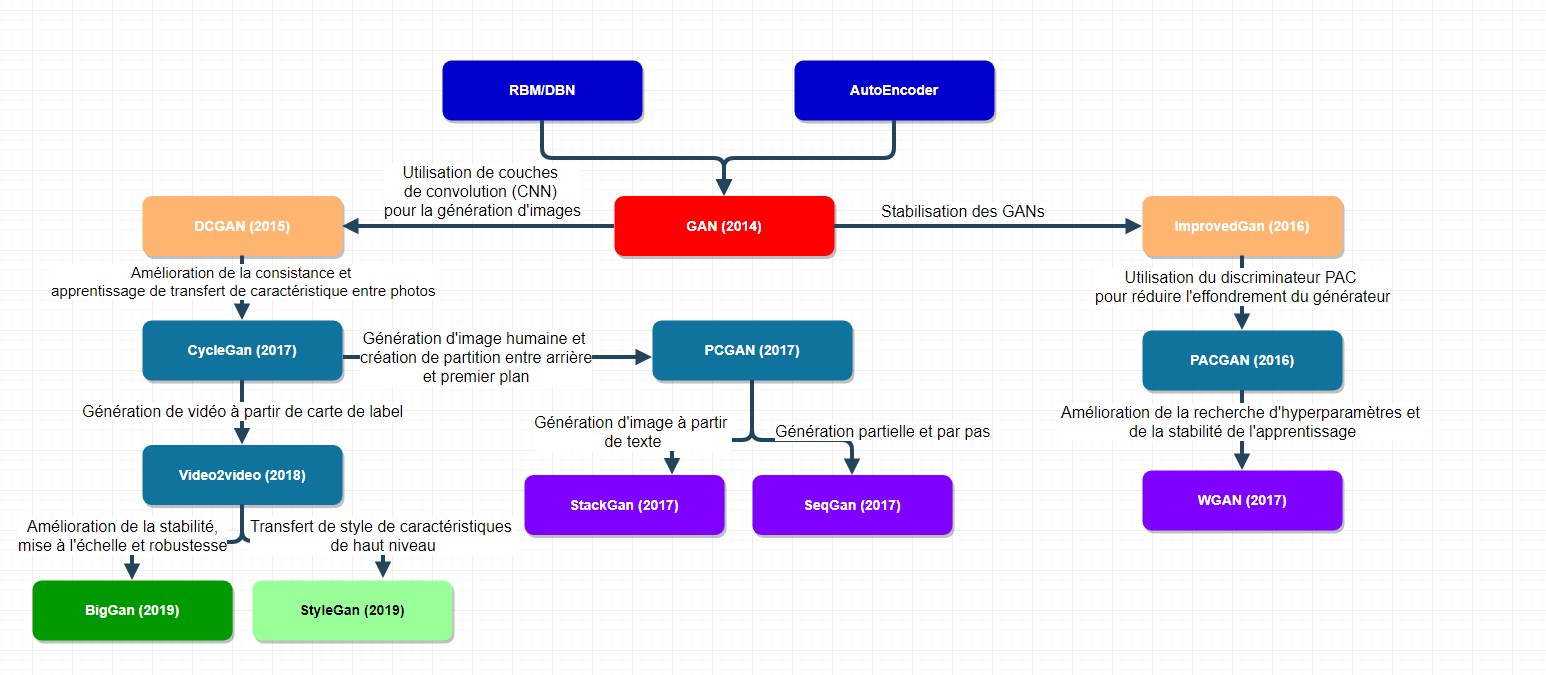 RBM/DBN
AutoEncoder
Utilisation de couches
de convolution (CNN)
pour la génération d'images
DCGAN (2015)
GAN (2014)
Stabilisation des GANs
ImprovedGan (2016)
Amélioration de la consistance et
apprentissage de transfert de caractéristique entre photos
Utilisation du discriminateur PAC
pour réduire l'effondrement du générateur
CycleGan (2017)
Génération d'image humaine et
création de partition entre arrière
et premier plan
PCGAN (2017)
PACGAN (2016)
Génération de vidéo à partir de carte de label
Génération d'image à partir
de texte
Génération partielle et par pas
Amélioration de la recherche d'hyperparamètres et
de la stabilité de l'apprentissage
Video2video (2018)
StackGan (2017)
SeqGan (2017)
WGAN (2017)
Amélioration de la stabilité,
mise à l'échelle et robustesse
Transfert de style de caractéristiques
de haut niveau
BigGan (2019)
StyleGan (2019)